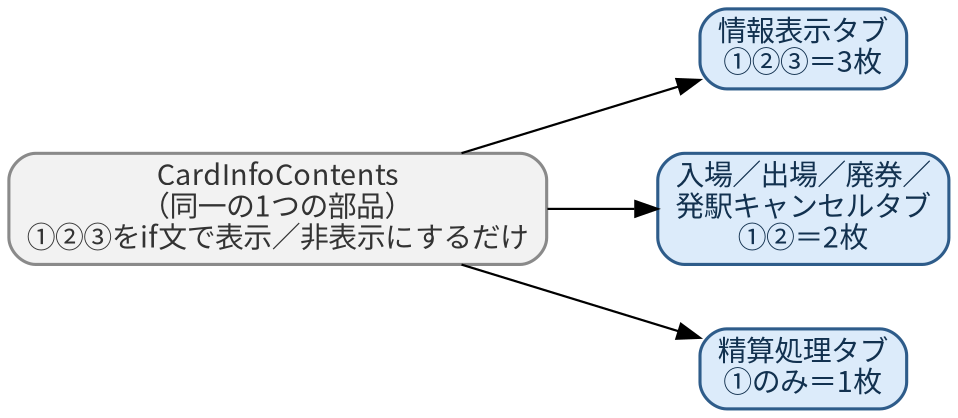 情報表示タブ
①②③＝3枚
CardInfoContents
（同一の1つの部品）
①②③をif文で表示／非表示にするだけ
入場／出場／廃券／
発駅キャンセルタブ
①②＝2枚
精算処理タブ
①のみ＝1枚